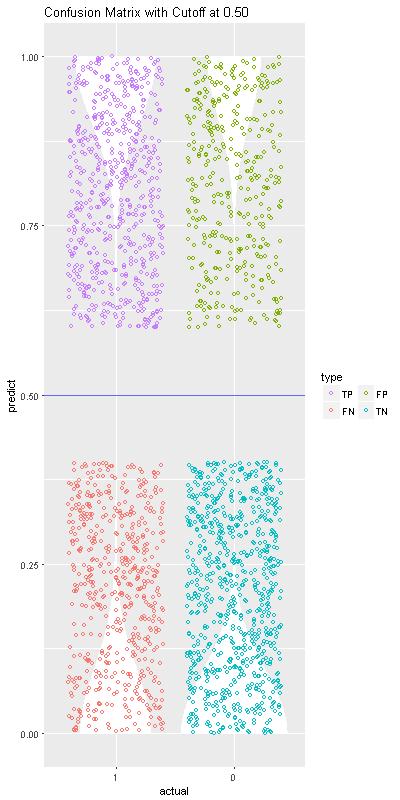 Confusion Matrix with Cutoff at 0.50
1.00
0.75
0.50
0.25
0.00
predict
1 0
actual
type
TP FP
FN TN